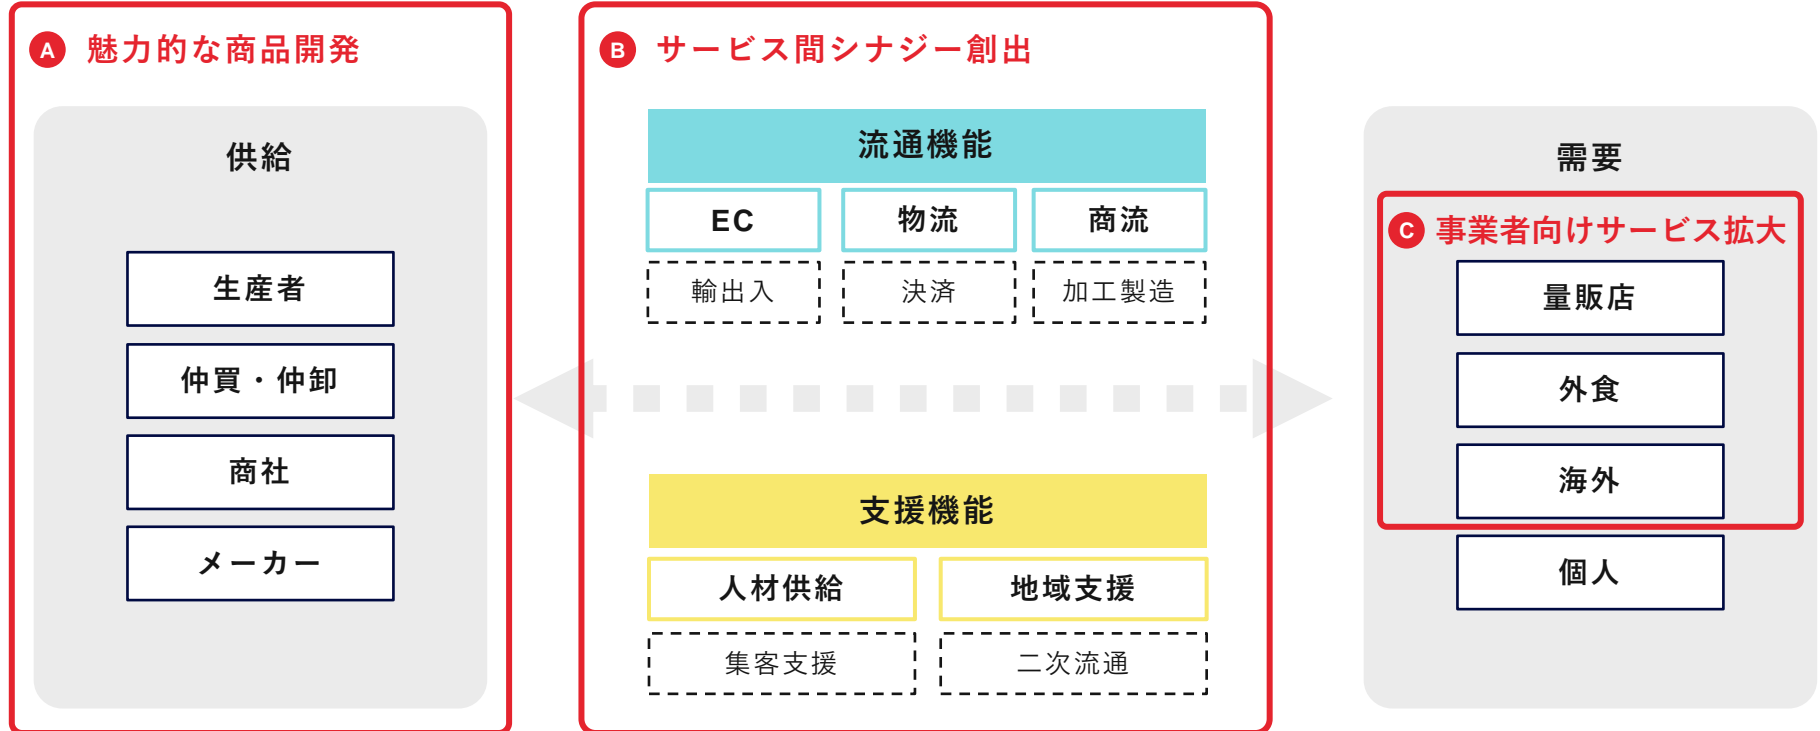 A 魅力的な商品開発
供給
生産者
仲買・仲卸
商社
メーカー
B サービス間シナジー創出
流通機能
EC 物流 商流
輸出入 決済 加工製造
支援機能
人材供給 地域支援
集客支援 二次流通
需要
C 事業者向けサービス拡大
量販店
外食
海外
個人